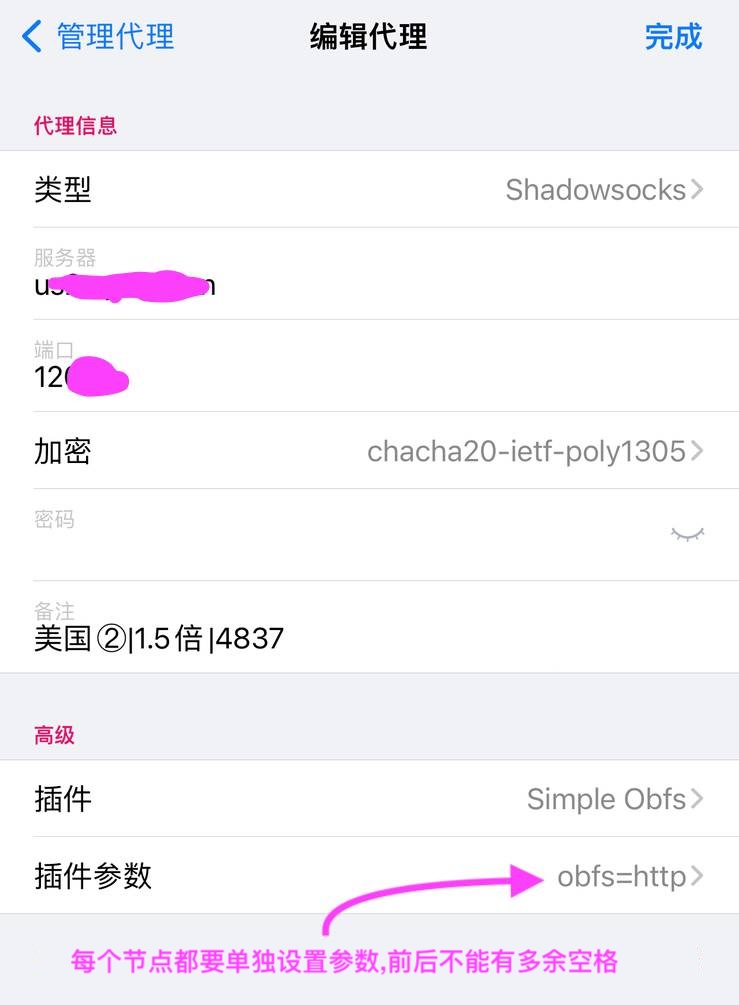 管理代理 编辑代理 完成
代理信息
类型 Shadowsocks
服务器
端口
加密 chacha20-ietf-poly1305
密码
备注
美国②|1.5倍|4837
高级
插件 Simple Obfs
插件参数 obfs=http
每个节点都要单独设置参数,前后不能有多余空格